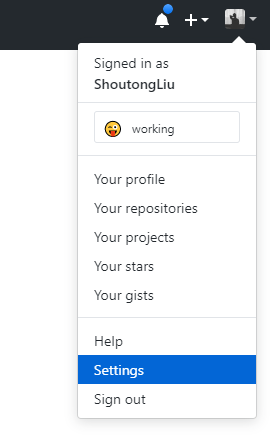 Signed in as
ShoutongLiu
working
Your profile
Your repositories
Your projects
Your stars
Your gists
Help
Settings
Sign out